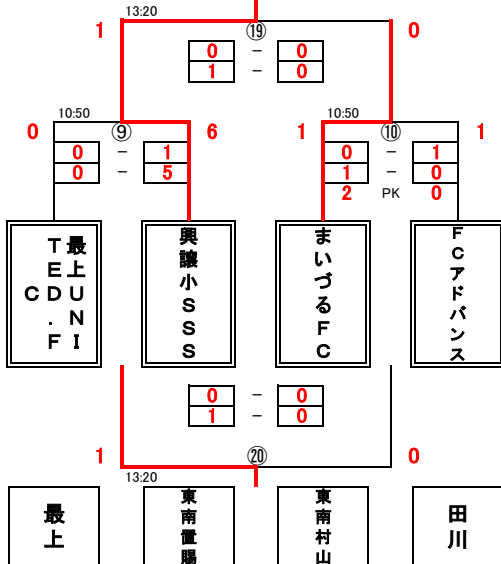 13:20
1 ⑲ 0
0 - 0
1 - 0
10:50 10:50
0 ⑨ 6 1 ⑩ 1
0 - 1 0 - 1
0 - 5 1 - 0
2 PK 0
最上UNITED.FC
興譲小SSS
まいづるFC
FCアドバンス
0 - 0
1 - 0
1 ⑳ 0
13:20
最上
東南置賜
東南村山
田川